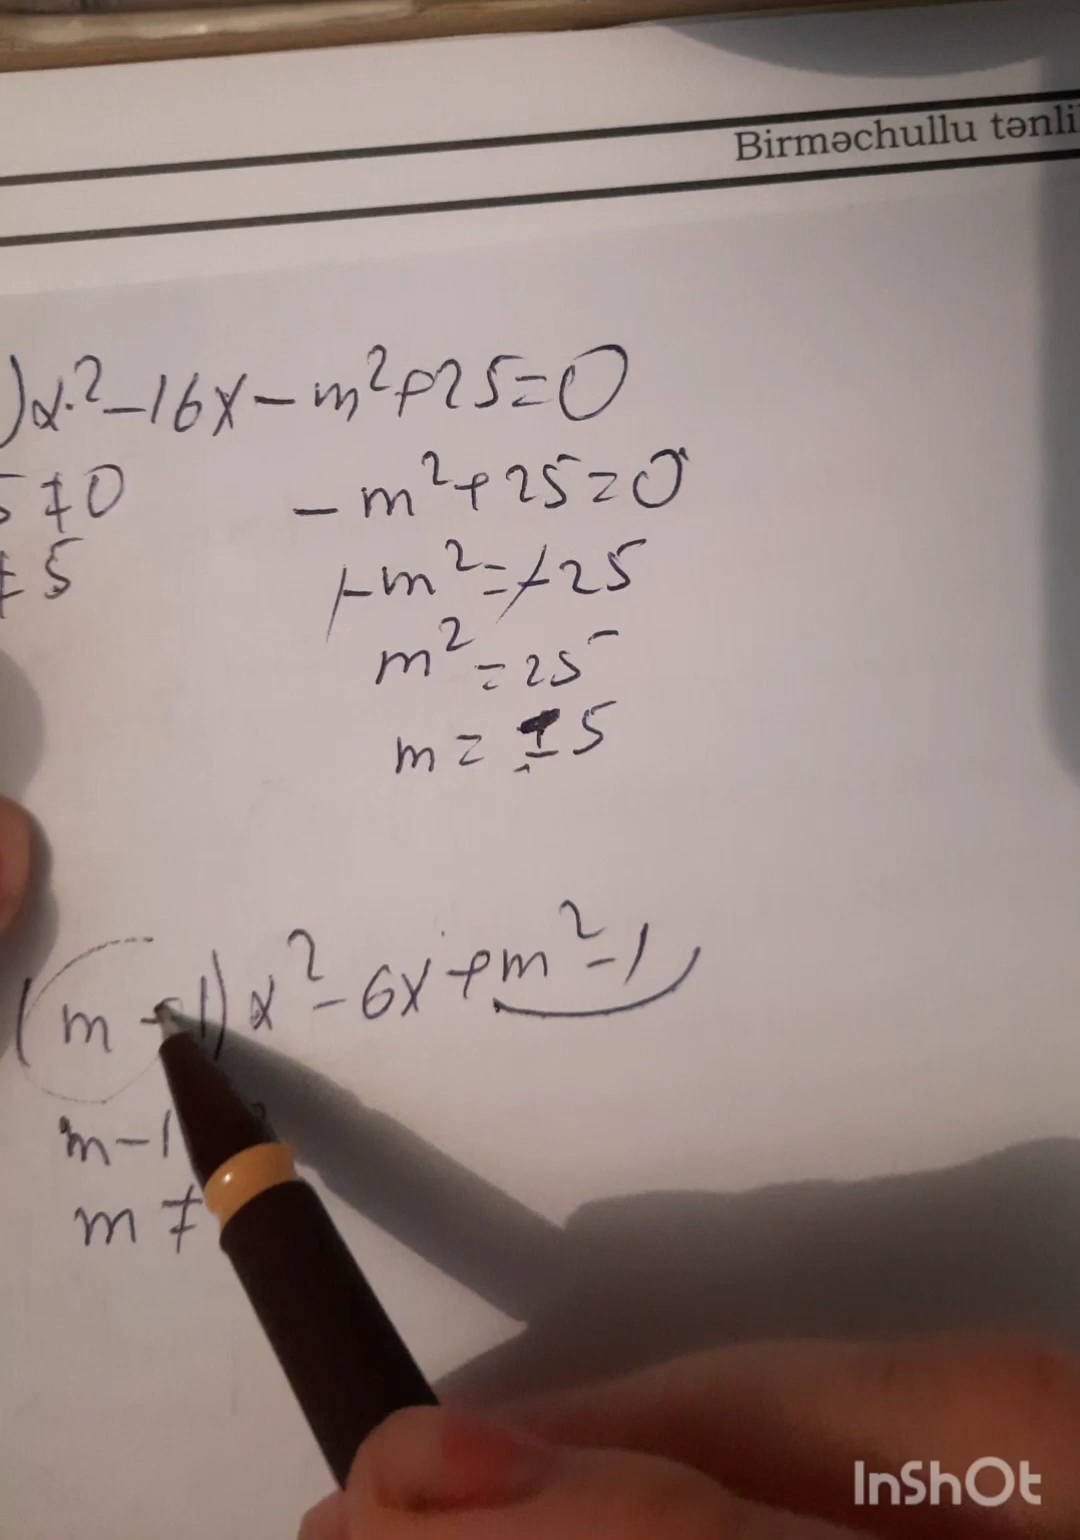 Birməchullu tənli
)x²-16x-m²+25=0
5≠0
-m²+25=0
≠5
-m²=-25
m²=25
m=±5
(m-1)x²-6x+m²-1
m-1
m≠
InShOt